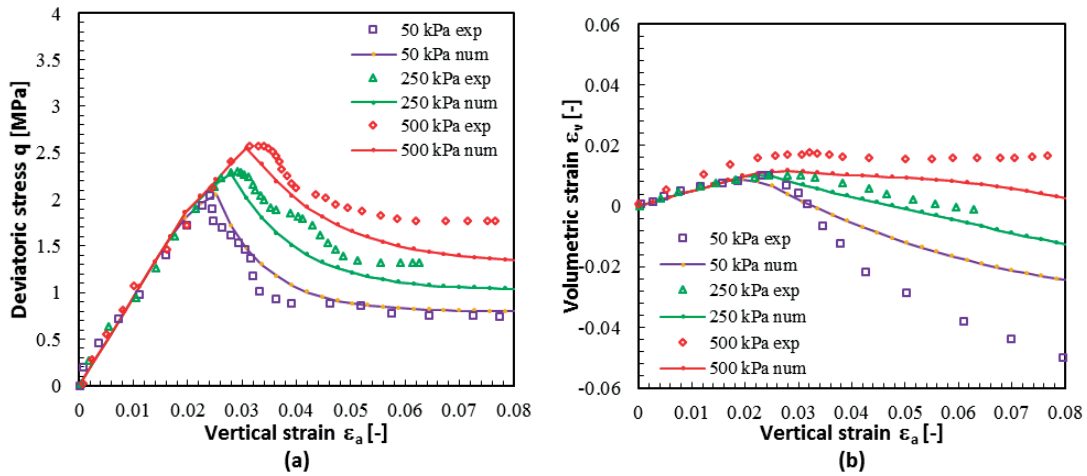 4
3.5
3
2.5
2
1.5
1
0.5
0
Deviatoric stress q [MPa]
50 kPa exp
50 kPa num
250 kPa exp
250 kPa num
500 kPa exp
500 kPa num
0 0.01 0.02 0.03 0.04 0.05 0.06 0.07 0.08
Vertical strain εa [-]
(a)
0.06
0.04
0.02
0
-0.02
-0.04
-0.06
Volumetric strain εv [-]
50 kPa exp
50 kPa num
250 kPa exp
250 kPa num
500 kPa exp
500 kPa num
0 0.01 0.02 0.03 0.04 0.05 0.06 0.07 0.08
Vertical strain εa [-]
(b)